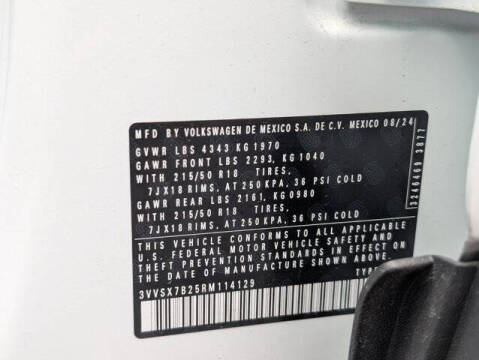 MFD BY VOLKSWAGEN DE MEXICO S.A. DE C.V. MEXICO 08/24
GVWR LBS 4343 KG 1970
GAWR FRONT LBS 2293, KG 1040
WITH 215/50 R18 TIRES.
7JX18 RIMS, AT 250 KPA, 36 PSI COLD
GAWR REAR LBS 2161, KG 0980
WITH 215/50 R18 TIRES.
7JX18 RIMS, AT 250 KPA, 36 PSI COLD
THIS VEHICLE CONFORMS TO ALL APPLICABLE
U.S. FEDERAL MOTOR VEHICLE SAFETY AND
THEFT PREVENTION STANDARDS IN EFFECT ON
THE DATE OF MANUFACTURE SHOWN ABOVE.
3VVSX7B25RM114129 TYPE
3246469 3877